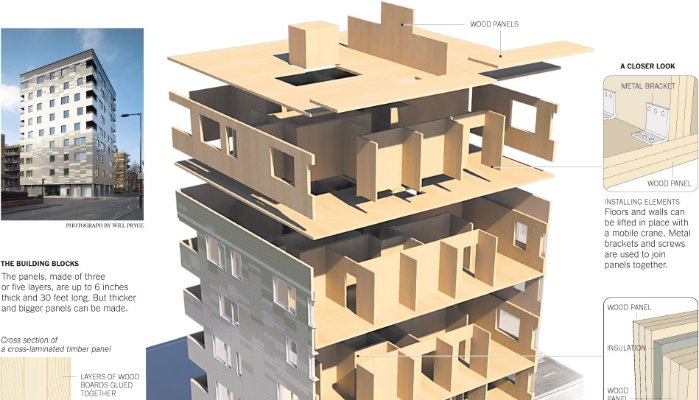 WOOD PANELS
PHOTOGRAPH BY WILL PRYCE
THE BUILDING BLOCKS
The panels, made of three
or five layers, are up to 6 inches
thick and 30 feet long. But thicker
and bigger panels can be made.
Cross section of
a cross-laminated timber panel
LAYERS OF WOOD
BOARDS GLUED
TOGETHER
A CLOSER LOOK
METAL BRACKET
WOOD PANEL
INSTALLING ELEMENTS
Floors and walls can
be lifted in place with
a mobile crane. Metal
brackets and screws
are used to join
panels together.
WOOD PANEL
INSULATION
WOOD
PANEL